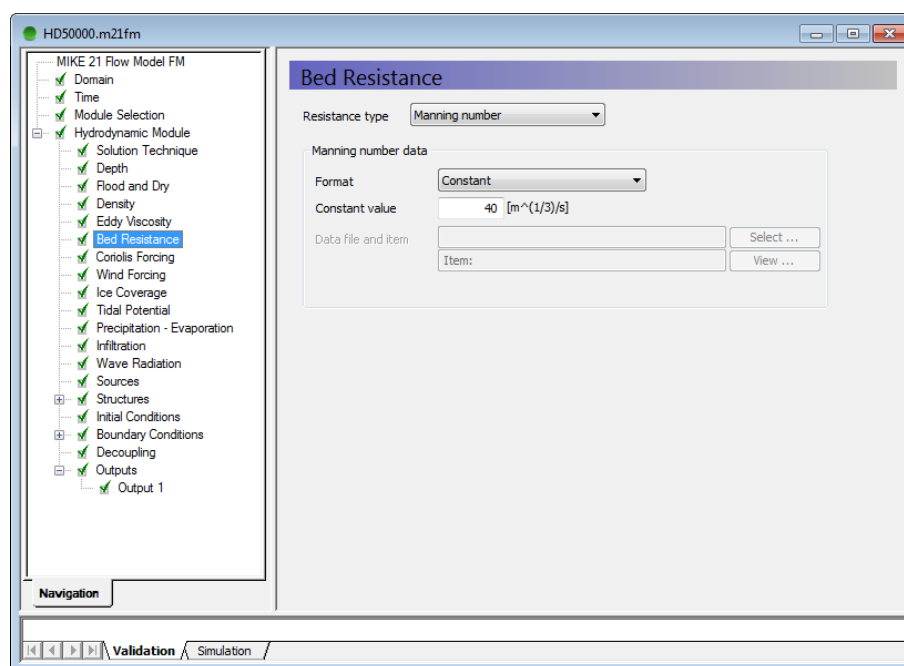 HD50000.m21fm
MIKE 21 Flow Model FM
Domain
Time
Module Selection
Hydrodynamic Module
Solution Technique
Depth
Flood and Dry
Density
Eddy Viscosity
Bed Resistance
Coriolis Forcing
Wind Forcing
Ice Coverage
Tidal Potential
Precipitation - Evaporation
Infiltration
Wave Radiation
Sources
Structures
Initial Conditions
Boundary Conditions
Decoupling
Outputs
Output 1
Navigation
Bed Resistance
Resistance type Manning number
Manning number data
Format Constant
Constant value 40 [m^(1/3)/s]
Data file and item Select ...
Item: View ...
Validation Simulation